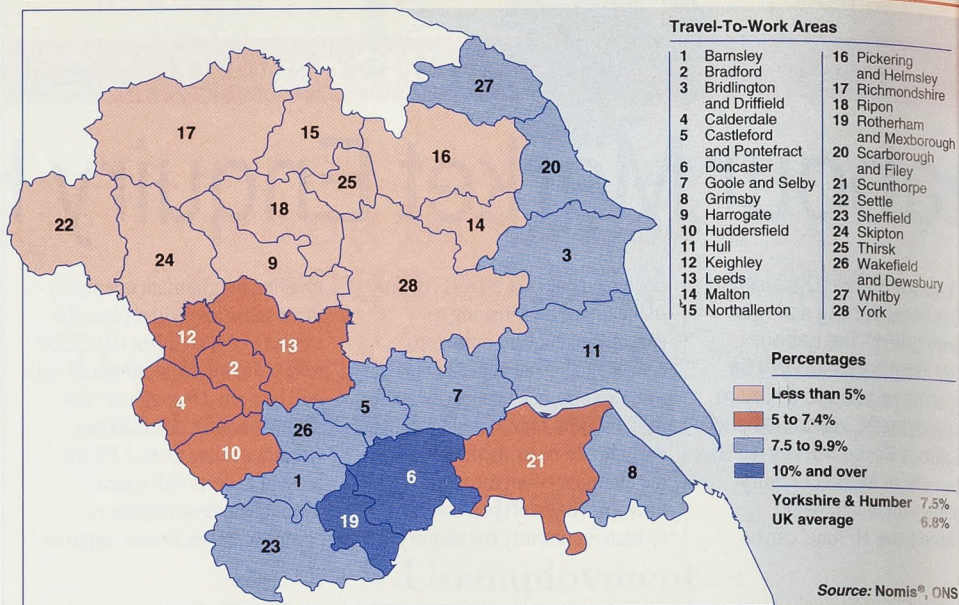 Travel-To-Work Areas
1 Barnsley
2 Bradford
3 Bridlington
and Driffield
4 Calderdale
5 Castleford
and Pontefract
6 Doncaster
7 Goole and Selby
8 Grimsby
9 Harrogate
10 Huddersfield
11 Hull
12 Keighley
13 Leeds
14 Malton
15 Northallerton
16 Pickering
and Helmsley
17 Richmondshire
18 Ripon
19 Rotherham
and Mexborough
20 Scarborough
and Filey
21 Scunthorpe
22 Settle
23 Sheffield
24 Skipton
25 Thirsk
26 Wakefield
and Dewsbury
27 Whitby
28 York
Percentages
Less than 5%
5 to 7.4%
7.5 to 9.9%
10% and over
Yorkshire & Humber 7.5%
UK average 6.8%
Source: Nomis®, ONS
27
17
15
16
20
25
18
14
22
24
9
3
28
12
13
2
11
4
5
7
26
10
21
6
8
1
19
23